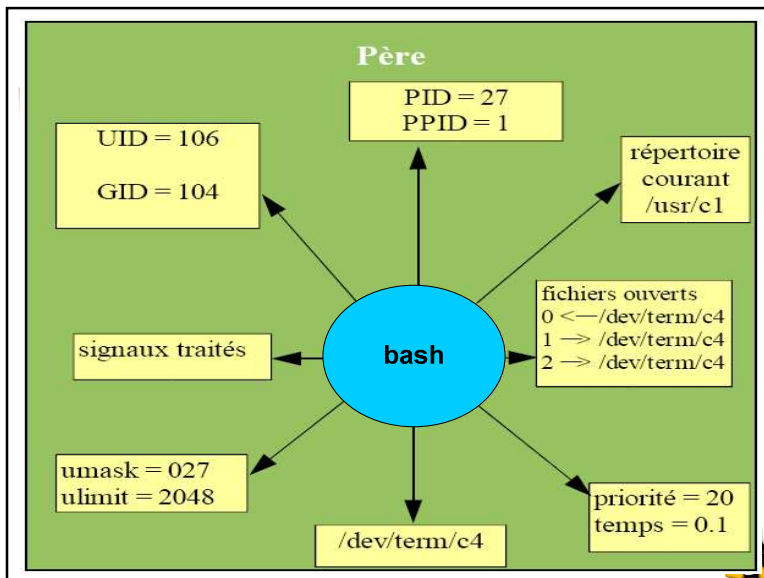 Père
PID = 27
PPID = 1
UID = 106
GID = 104
répertoire
courant
/usr/c1
fichiers ouverts
0 <—/dev/term/c4
1 —> /dev/term/c4
2 —> /dev/term/c4
signaux traités
bash
umask = 027
ulimit = 2048
/dev/term/c4
priorité = 20
temps = 0.1